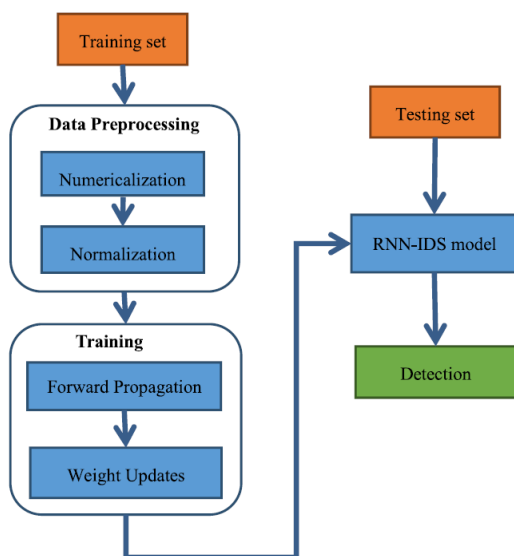 Training set
Data Preprocessing
Numericalization
Normalization
Training
Forward Propagation
Weight Updates
Testing set
RNN-IDS model
Detection